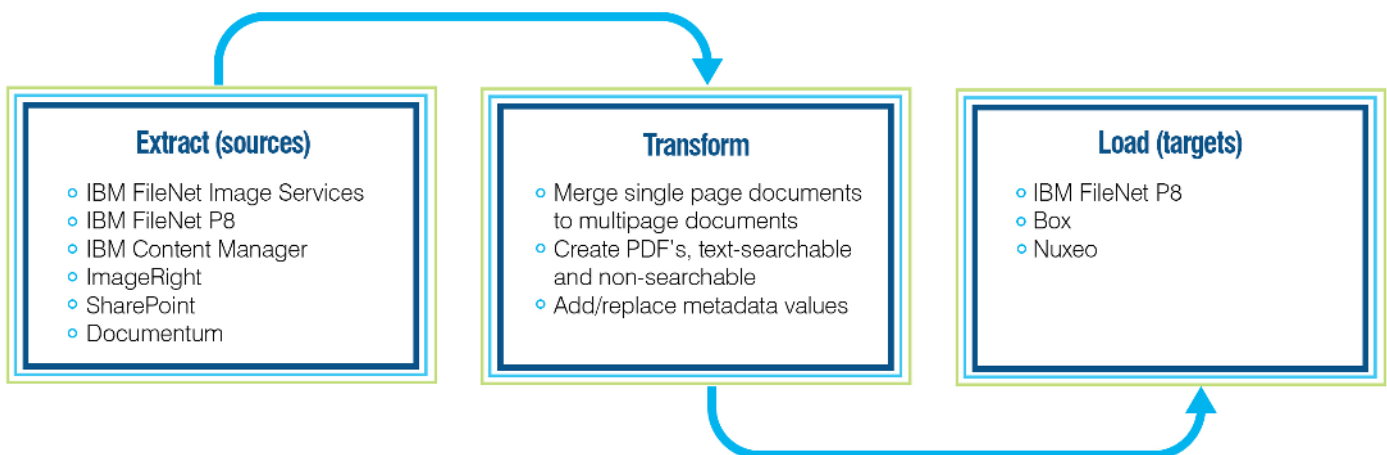 Extract (sources)
IBM FileNet Image Services
IBM FileNet P8
IBM Content Manager
ImageRight
SharePoint
Documentum
Transform
Merge single page documents
to multipage documents
Create PDF's, text-searchable
and non-searchable
Add/replace metadata values
Load (targets)
IBM FileNet P8
Box
Nuxeo